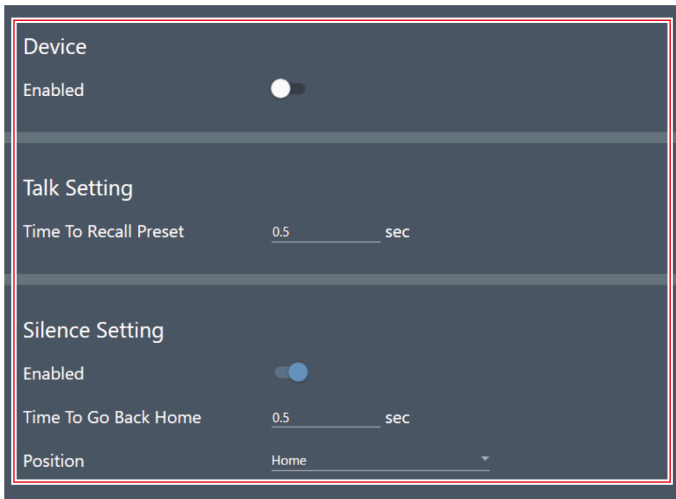 Device
Enabled
Talk Setting
Time To Recall Preset 0.5 sec
Silence Setting
Enabled
Time To Go Back Home 0.5 sec
Position Home